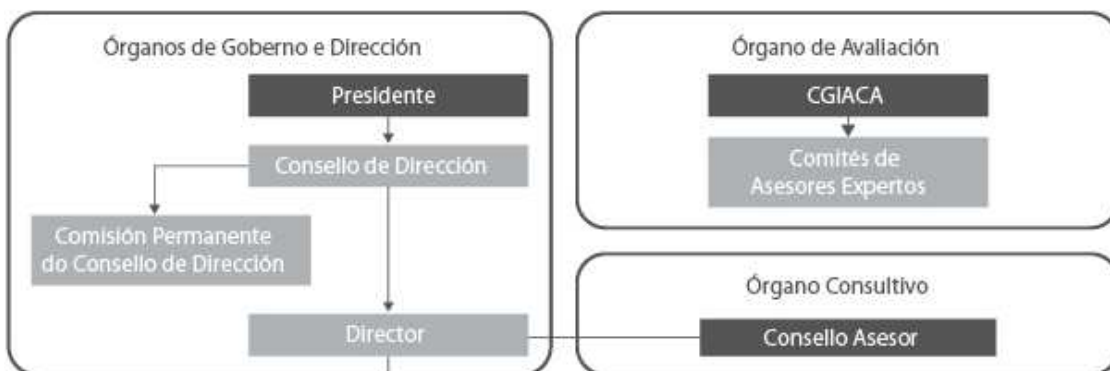 Órganos de Goberno e Dirección
Presidente
Consello de Dirección
Comisión Permanente
do Consello de Dirección
Director
Órgano de Avaliación
CGIACA
Comités de
Asesores Expertos
Órgano Consultivo
Consello Asesor